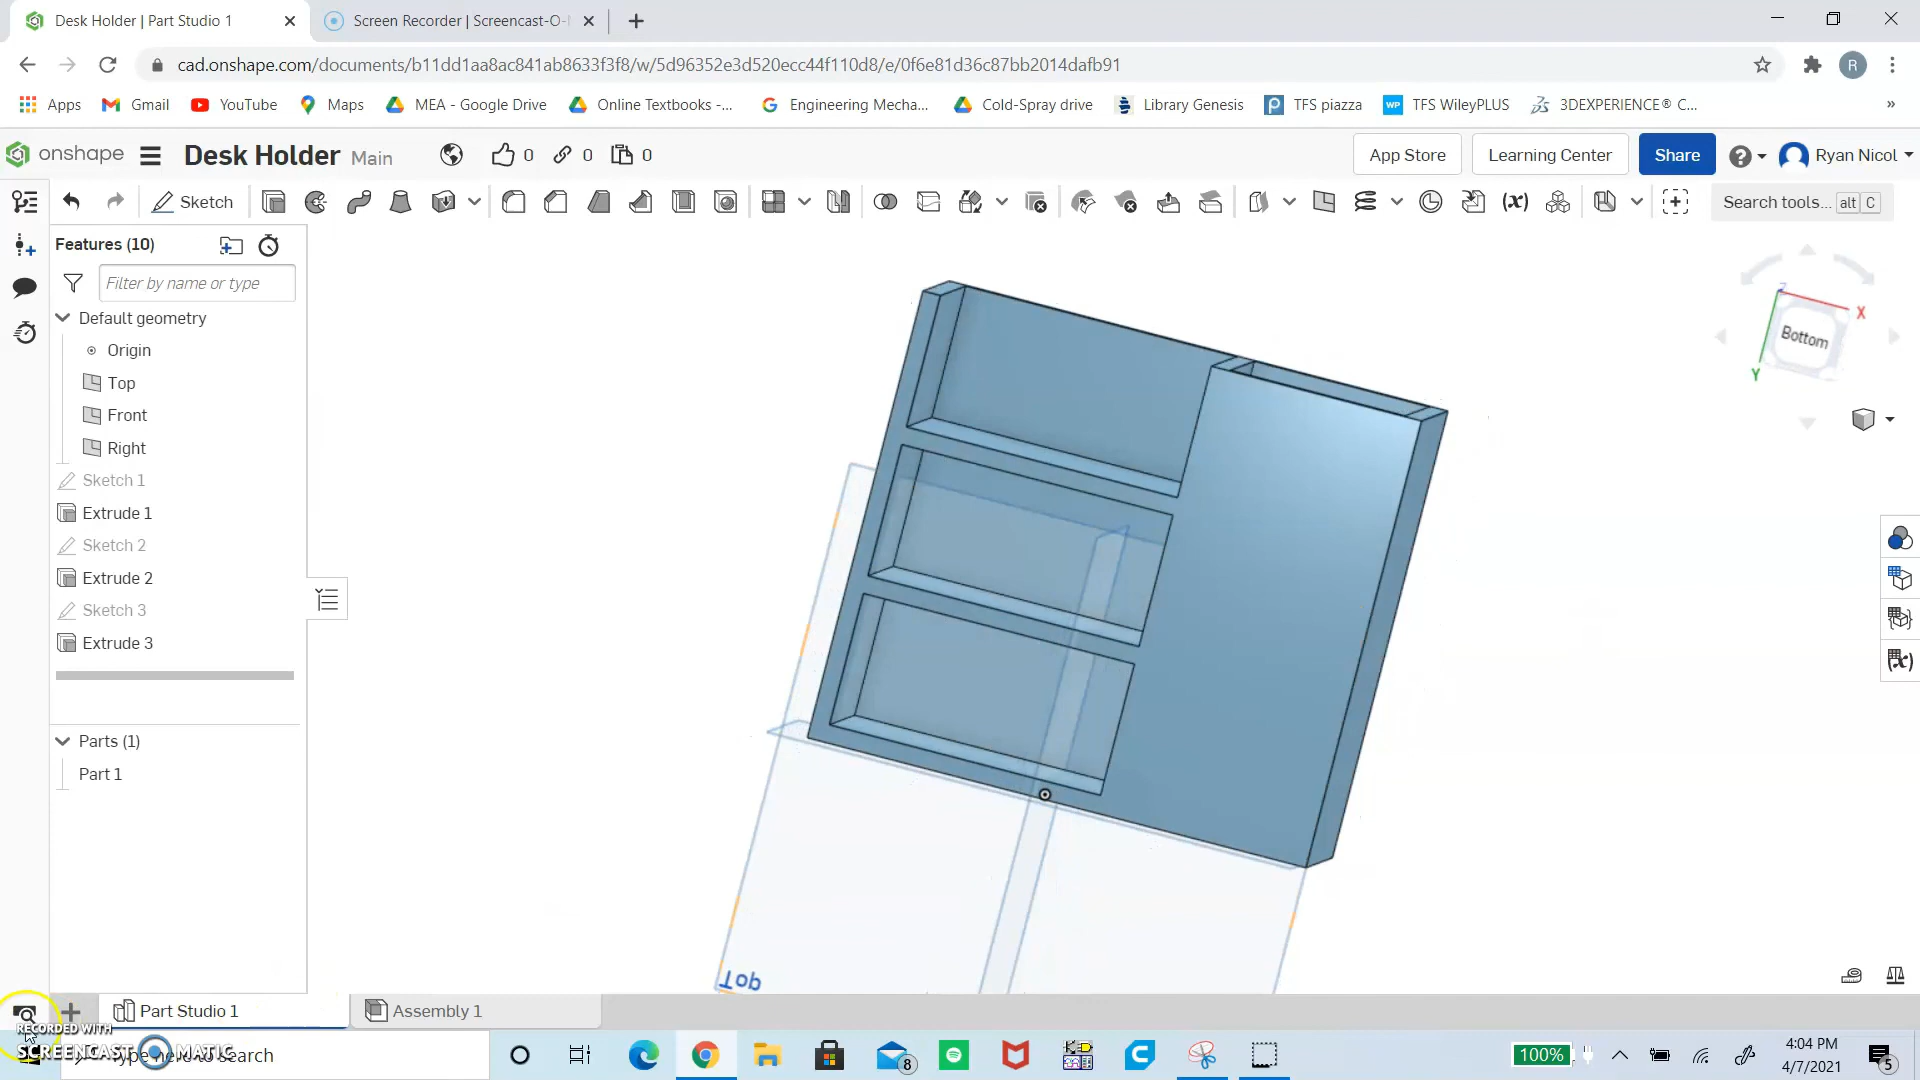 Desk Holder | Part Studio 1
Screen Recorder | Screencast-O-
cad.onshape.com/documents/b11dd1aa8ac841ab8633f3f8/w/5d96352e3d520ecc44f110d8/e/0f6e81d36c87bb2014dafb91
R
Apps Gmail YouTube Maps MEA - Google Drive Online Textbooks -... Engineering Mecha... Cold-Spray drive Library Genesis TFS piazza WP TFS WileyPLUS 3DEXPERIENCE® C... »
onshape Desk Holder Main 0 0 0 App Store Learning Center Share Ryan Nicol
Sketch (x) Search tools... alt C
Features (10)
Filter by name or type
Default geometry
Origin
Top
Front
Right
Sketch 1
Extrude 1
Sketch 2
Extrude 2
Sketch 3
Extrude 3
Parts (1)
Part 1
Z
X
Bottom
Y
(x)
Top
Part Studio 1
Assembly 1
RECORDED WITH
SCREENCAST MATIC
Type here to search
8
100%
4:04 PM
4/7/2021
5